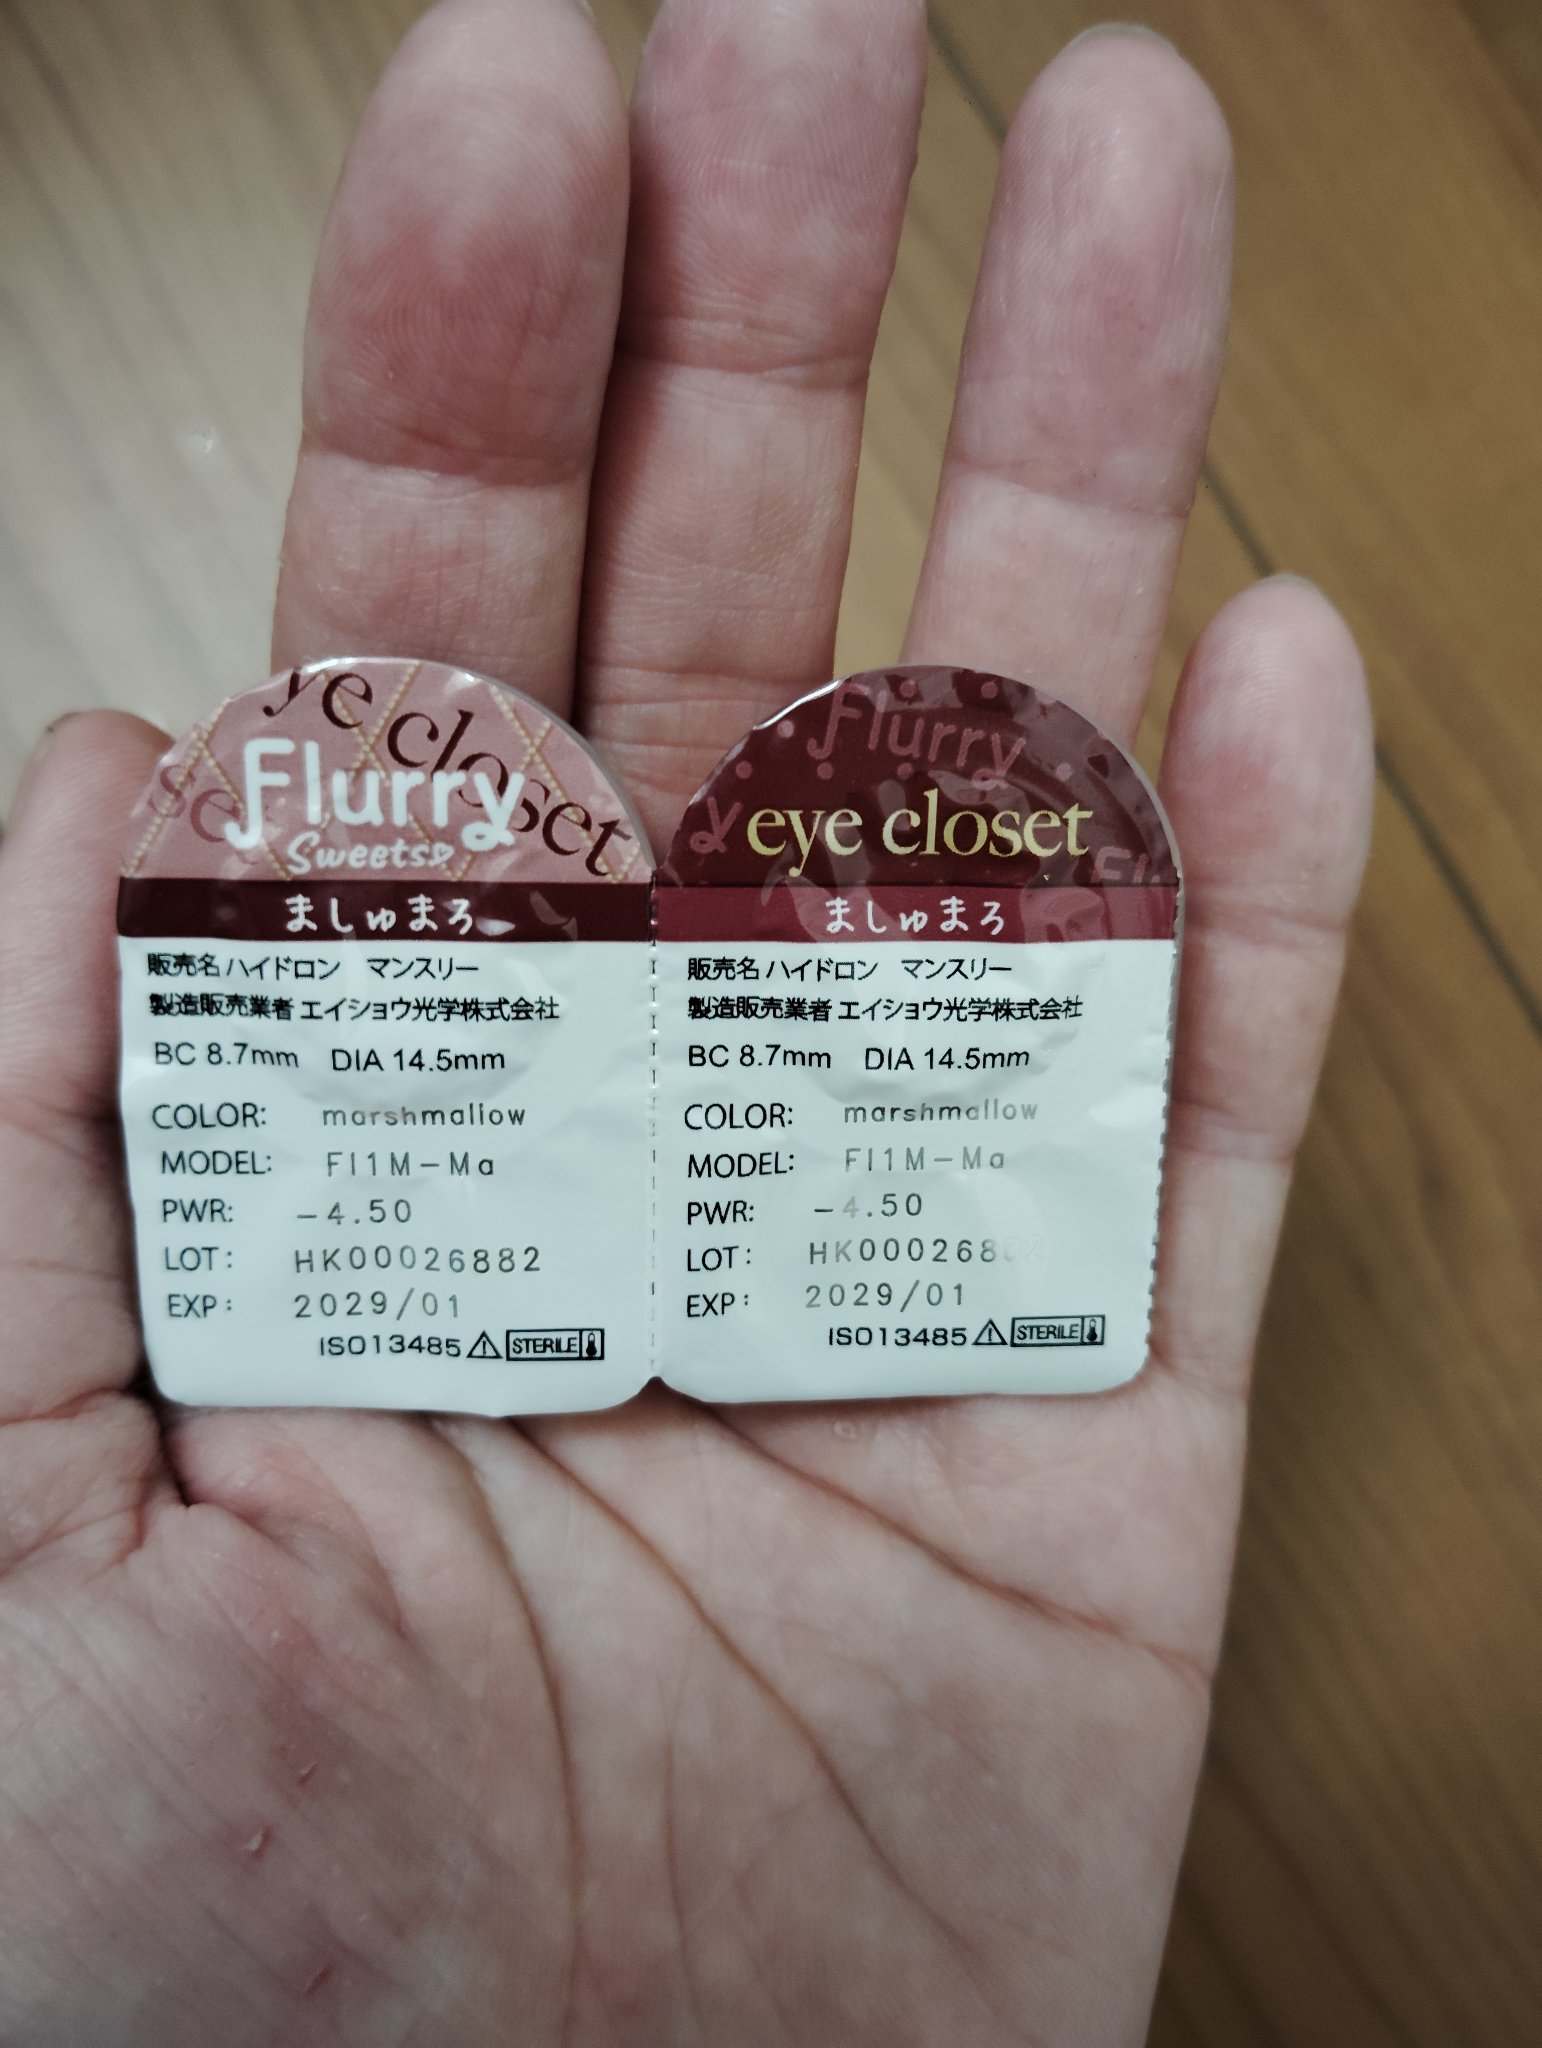 eye closet
Flurry
Sweets
ましゅまろ
販売名 ハイドロン マンスリー
製造販売業者 エイショウ光学株式会社
BC 8.7mm DIA 14.5mm
COLOR: marshmallow
MODEL: Fl1M-Ma
PWR: -4.50
LOT: HK00026882
EXP: 2029/01
ISO13485 STERILE
Flurry
eye closet
ましゅまろ
販売名 ハイドロン マンスリー
製造販売業者 エイショウ光学株式会社
BC 8.7mm DIA 14.5mm
COLOR: marshmallow
MODEL: Fl1M-Ma
PWR: -4.50
LOT: HK00026882
EXP: 2029/01
ISO13485 STERILE